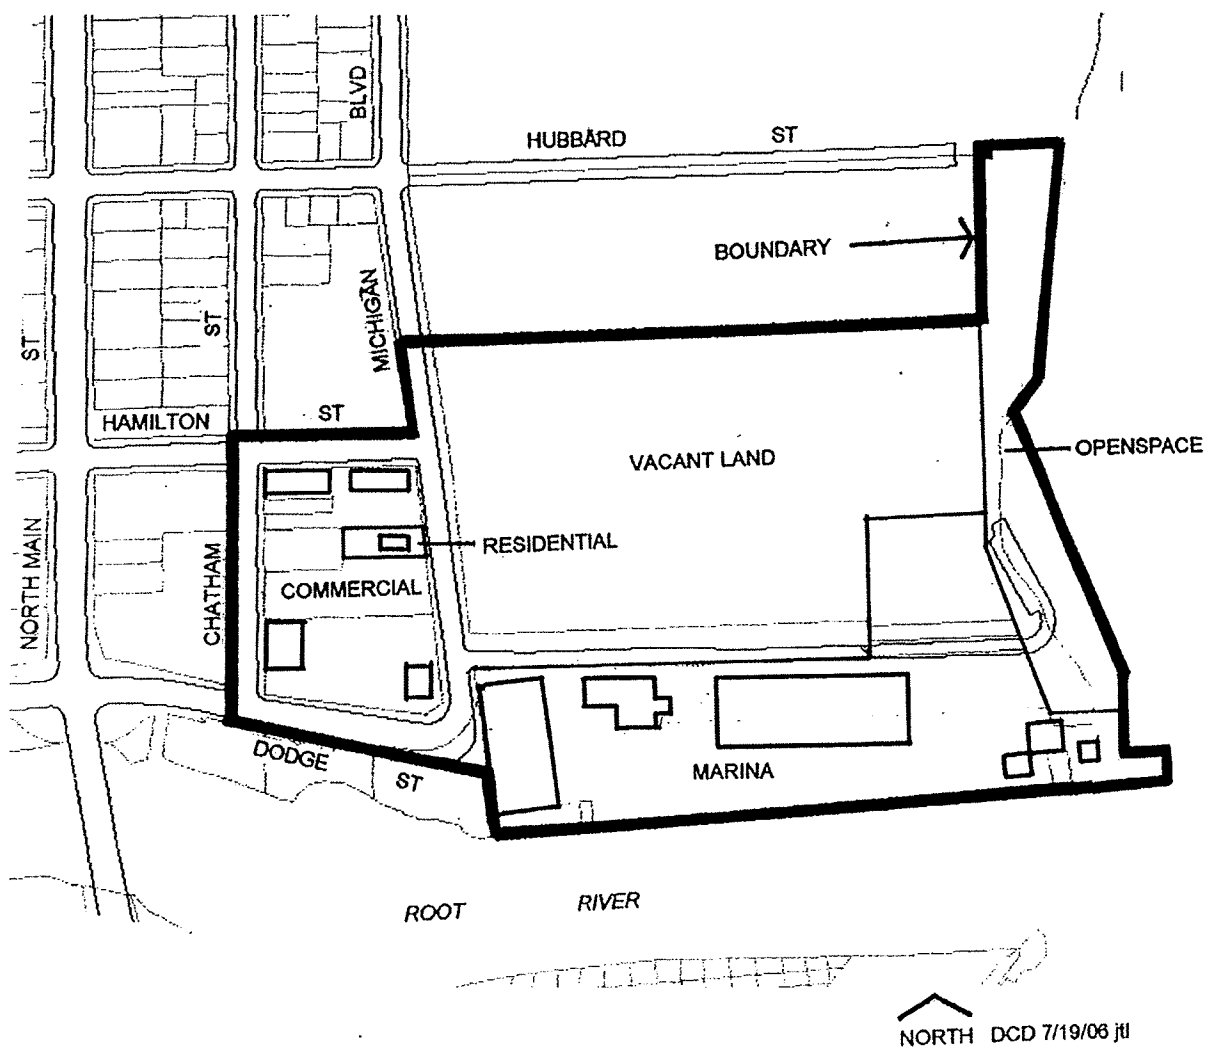 BLVD
HUBBARD ST
BOUNDARY
MICHIGAN
ST
ST
HAMILTON ST
VACANT LAND
OPENSPACE
NORTH MAIN
CHATHAM
RESIDENTIAL
COMMERCIAL
DODGE ST
MARINA
ROOT RIVER
NORTH DCD 7/19/06 jtl